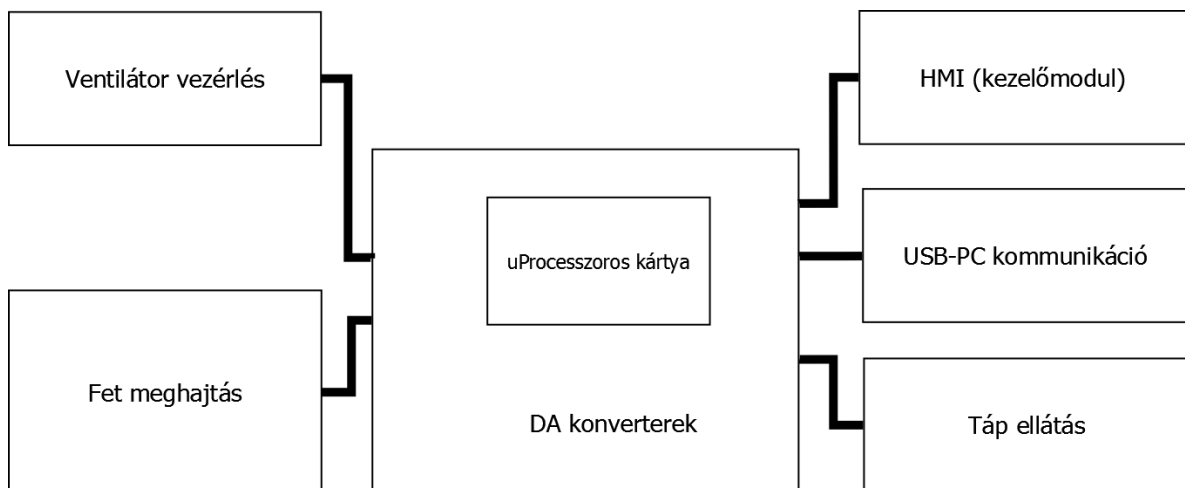 Ventilátor vezérlés
HMI (kezelőmodul)
uProcesszoros kártya
USB-PC kommunikáció
Fet meghajtás
DA konverterek
Táp ellátás